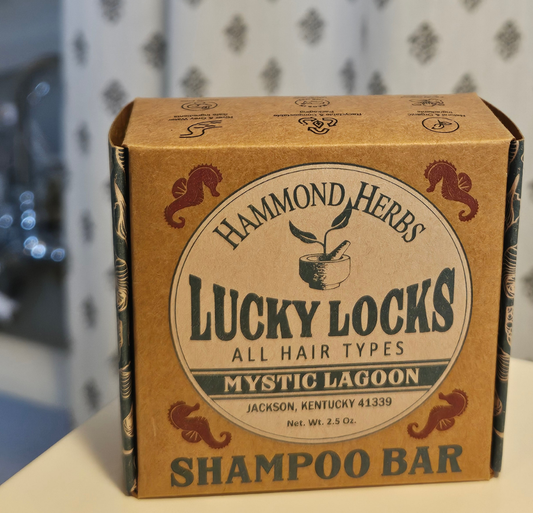 HAMMOND HERBS
LUCKY LOCKS
ALL HAIR TYPES
MYSTIC LAGOON
JACKSON, KENTUCKY 41339
Net. Wt. 2.5 Oz.
SHAMPOO BAR